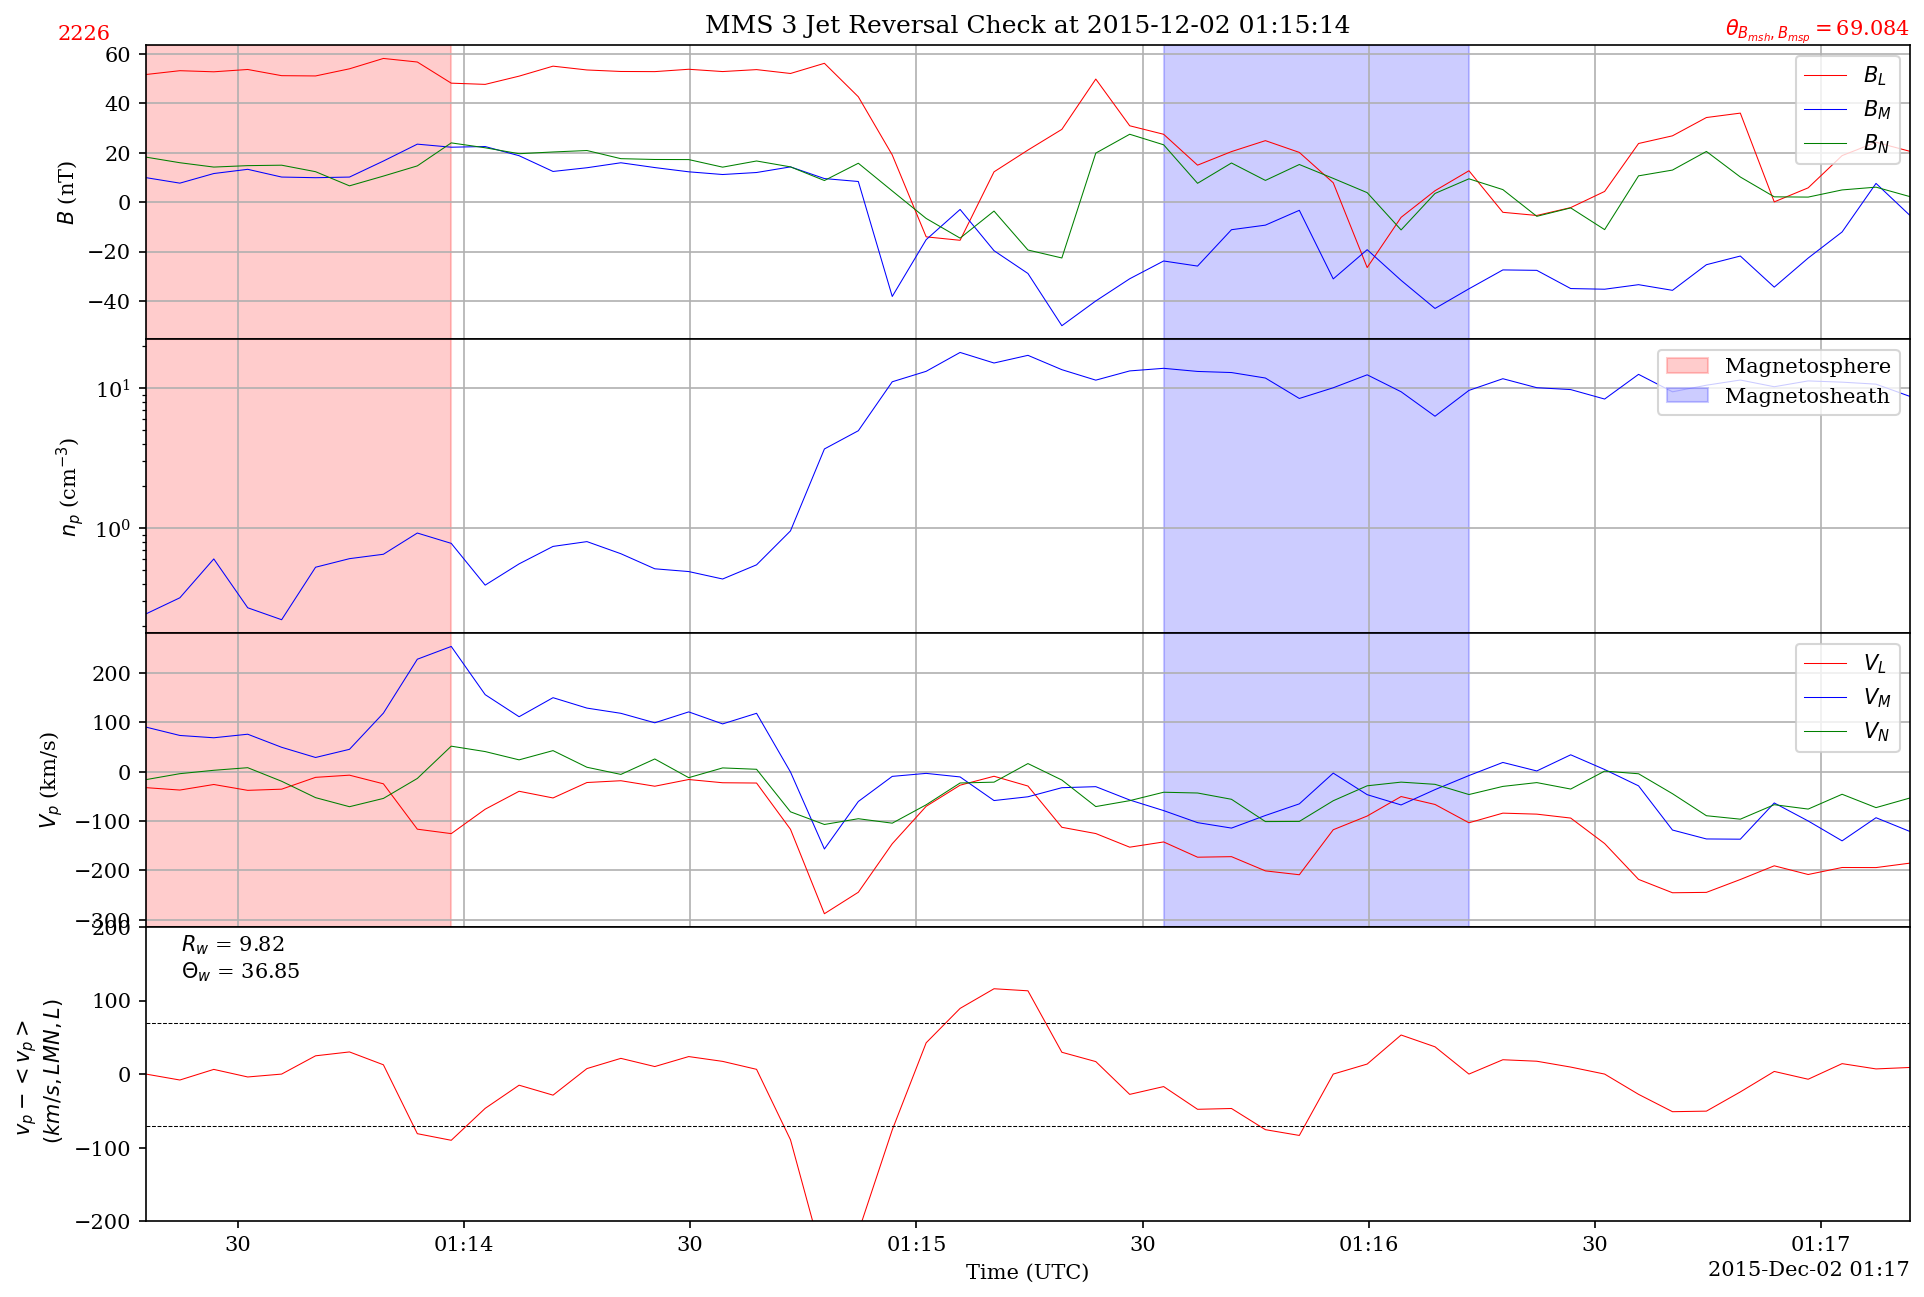 MMS 3 Jet Reversal Check at 2015-12-02 01:15:14
2226
θ_{B_{msh}, B_{msp}} = 69.084
60
40
20
0
−20
−40
B (nT)
B_L
B_M
B_N
10^1
10^0
n_p (cm^{−3})
Magnetosphere
Magnetosheath
200
100
0
−100
−200
−300
V_p (km/s)
V_L
V_M
V_N
200
100
0
−100
−200
v_p − < v_p >
(km/s, LMN, L)
R_w = 9.82
Θ_w = 36.85
30 01:14 30 01:15 30 01:16 30 01:17
Time (UTC)
2015-Dec-02 01:17